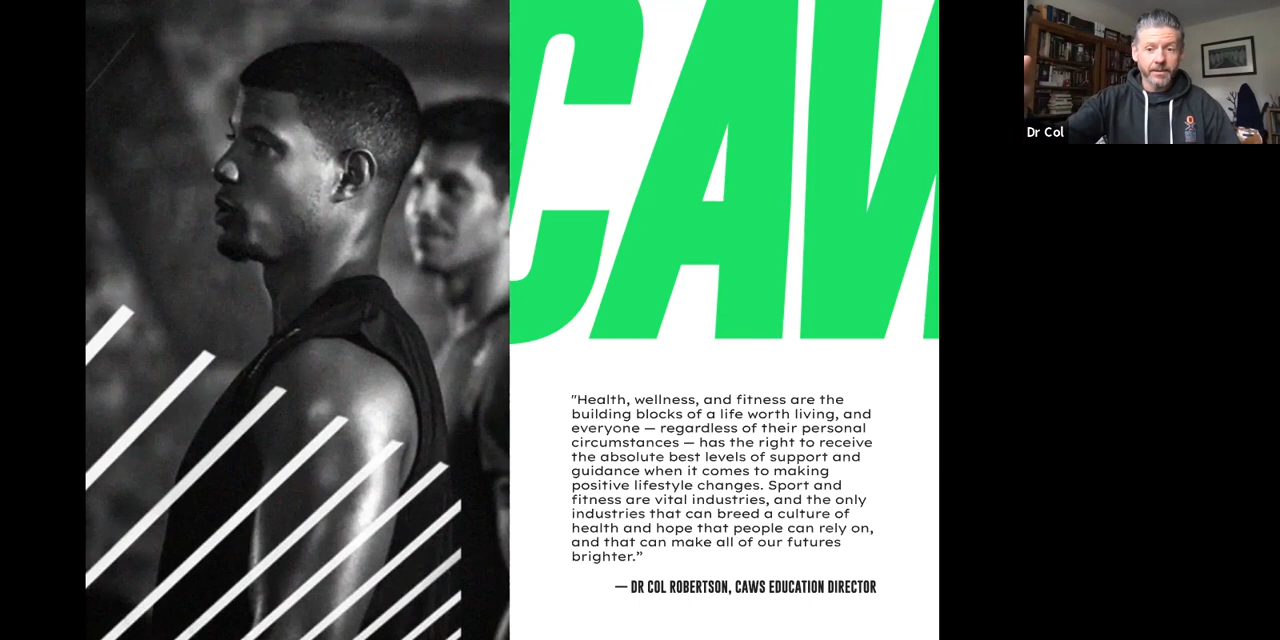 CAW
"Health, wellness, and fitness are the
building blocks of a life worth living, and
everyone — regardless of their personal
circumstances — has the right to receive
the absolute best levels of support and
guidance when it comes to making
positive lifestyle changes. Sport and
fitness are vital industries, and the only
industries that can breed a culture of
health and hope that people can rely on,
and that can make all of our futures
brighter.”
— DR COL ROBERTSON, CAWS EDUCATION DIRECTOR
Dr Col